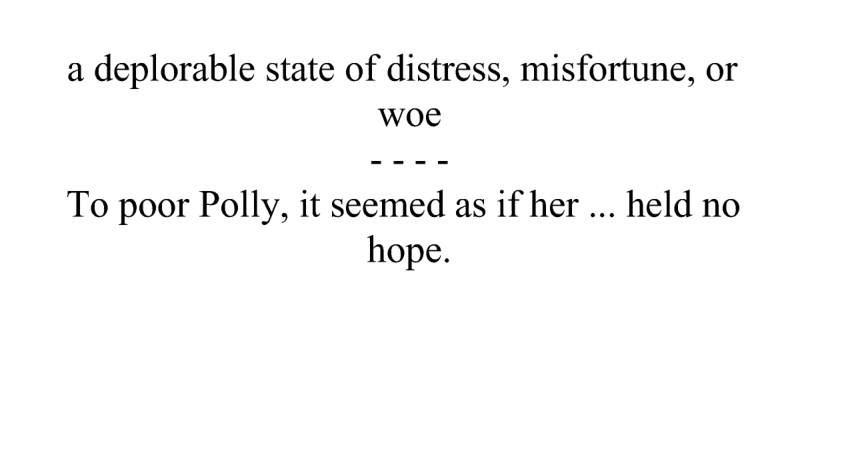 a deplorable state of distress, misfortune, or
woe
- - - -
To poor Polly, it seemed as if her ... held no
hope.